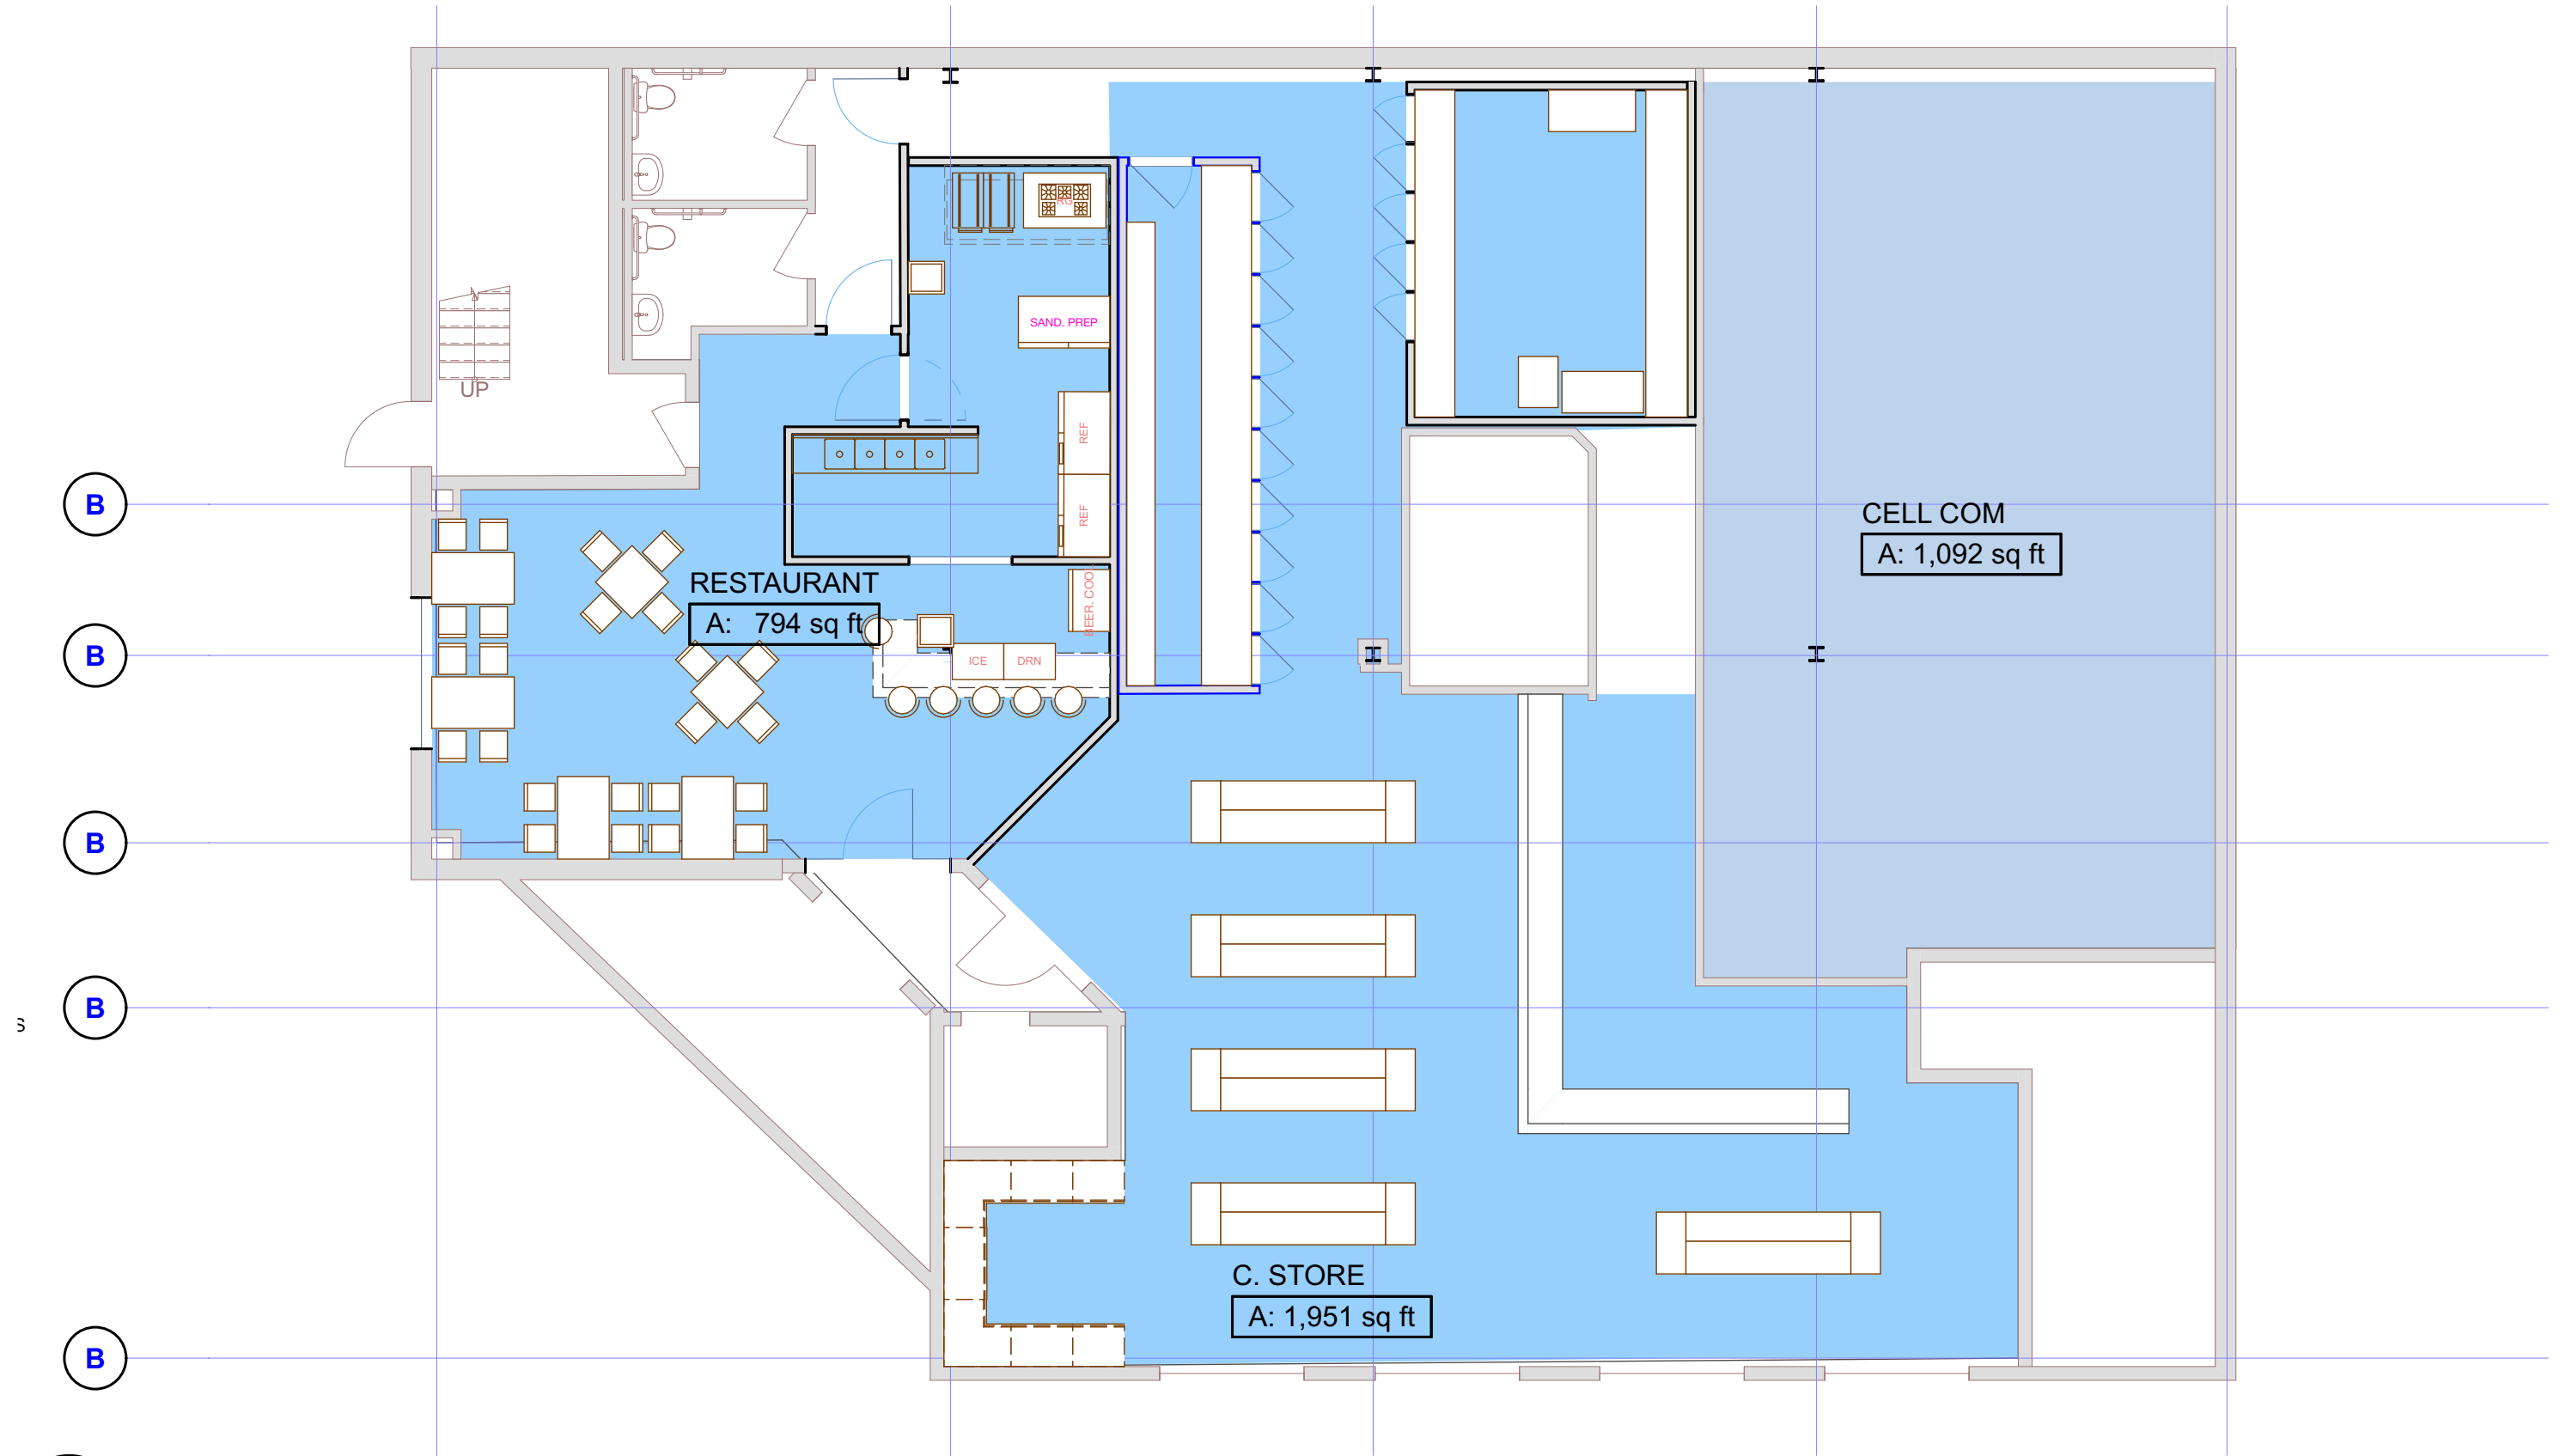 SAND. PREP
RG
UP
REF
REF
B
CELL COM
A: 1,092 sq ft
RESTAURANT
A: 794 sq ft
BEER. COO
B
ICE
DRN
B
B
s
C. STORE
A: 1,951 sq ft
B